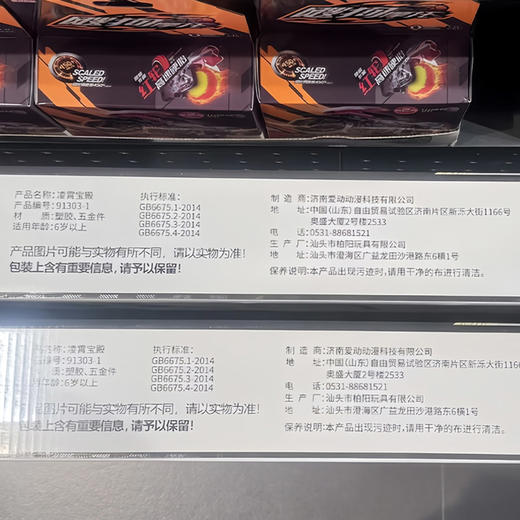 SCALED
SPEED!
SCALED
SPEED!
产品名称:凌霄宝殿
产品编号:91303-1
材 质:塑胶、五金件
适用年龄:6岁以上
执行标准:
GB6675.1-2014
GB6675.2-2014
GB6675.3-2014
GB6675.4-2014
产品图片可能与实物有所不同,请以实物为准!
包装上含有重要信息,请予以保留!
制 造 商:济南爱动动漫科技有限公司
地 址:中国(山东)自由贸易试验区济南片区新泺大街1166号
奥盛大厦2号楼2533
电 话:0531-88681521
生 产 厂:汕头市柏阳玩具有限公司
地 址:汕头市澄海区广益龙田沙港路东6横1号
保养说明:本产品出现污迹时,请用干净的布进行清洁。
产品名称:凌霄宝殿
品编号:91303-1
质:塑胶、五金件
用年龄:6岁以上
执行标准:
GB6675.1-2014
GB6675.2-2014
GB6675.3-2014
GB6675.4-2014
品图片可能与实物有所不同,请以实物为准!
装上含有重要信息,请予以保留!
制 造 商:济南爱动动漫科技有限公司
地 址:中国(山东)自由贸易试验区济南片区新泺大街1166号
奥盛大厦2号楼2533
电 话:0531-88681521
生 产 厂:汕头市柏阳玩具有限公司
地 址:汕头市澄海区广益龙田沙港路东6横1号
保养说明:本产品出现污迹时,请用干净的布进行清洁。